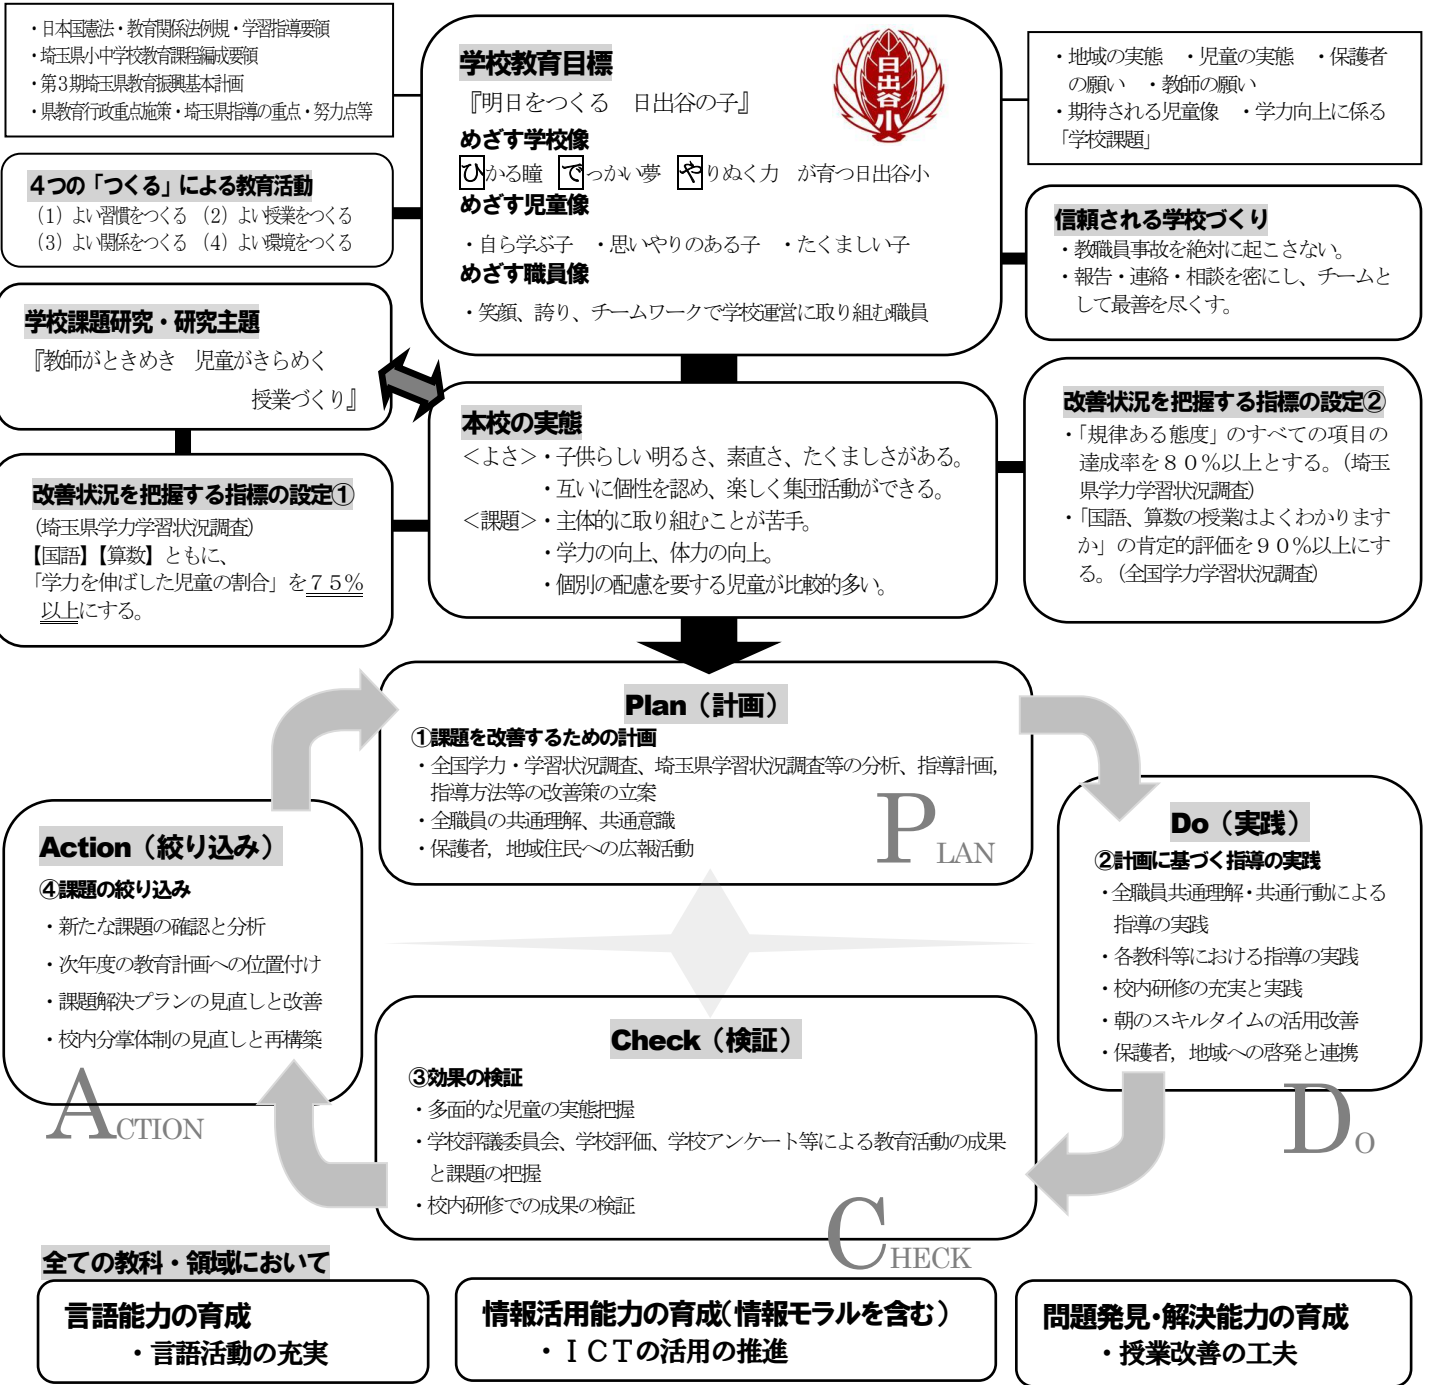 ・日本国憲法・教育関係法例規・学習指導要領
・埼玉県小中学校教育課程編成要領
・第3期埼玉県教育振興基本計画
・県教育行政重点施策・埼玉県指導の重点・努力点等
４つの「つくる」による教育活動
（1）よい習慣をつくる （2）よい授業をつくる
（3）よい関係をつくる （4）よい環境をつくる
学校課題研究・研究主題
『教師がときめき　児童がきらめく
授業づくり』
改善状況を把握する指標の設定①
（埼玉県学力学習状況調査）
【国語】【算数】ともに、
「学力を伸ばした児童の割合」を７５％
以上にする。
学校教育目標
『明日をつくる　日出谷の子』
日出谷小
めざす学校像
ひかる瞳　でっかい夢　やりぬく力　が育つ日出谷小
めざす児童像
・自ら学ぶ子　・思いやりのある子　・たくましい子
めざす職員像
・笑顔、誇り、チームワークで学校運営に取り組む職員
本校の実態
＜よさ＞・子供らしい明るさ、素直さ、たくましさがある。
・互いに個性を認め、楽しく集団活動ができる。
＜課題＞・主体的に取り組むことが苦手。
・学力の向上、体力の向上。
・個別の配慮を要する児童が比較的多い。
・地域の実態　・児童の実態　・保護者
の願い　・教師の願い
・期待される児童像　・学力向上に係る
「学校課題」
信頼される学校づくり
・教職員事故を絶対に起こさない。
・報告・連絡・相談を密にし、チームと
して最善を尽くす。
改善状況を把握する指標の設定②
・「規律ある態度」のすべての項目の
達成率を８０％以上とする。（埼玉
県学力学習状況調査）
・「国語、算数の授業はよくわかります
か」の肯定的評価を９０％以上にす
る。（全国学力学習状況調査）
Plan（計画）
①課題を改善するための計画
・全国学力・学習状況調査、埼玉県学習状況調査等の分析、指導計画，
指導方法等の改善策の立案
・全職員の共通理解、共通意識
・保護者，地域住民への広報活動
PLAN
Do（実践）
②計画に基づく指導の実践
・全職員共通理解・共通行動による
指導の実践
・各教科等における指導の実践
・校内研修の充実と実践
・朝のスキルタイムの活用改善
・保護者，地域への啓発と連携
DO
Action（絞り込み）
④課題の絞り込み
・新たな課題の確認と分析
・次年度の教育計画への位置付け
・課題解決プランの見直しと改善
・校内分掌体制の見直しと再構築
ACTION
Check（検証）
③効果の検証
・多面的な児童の実態把握
・学校評議委員会、学校評価、学校アンケート等による教育活動の成果
と課題の把握
・校内研修での成果の検証
CHECK
全ての教科・領域において
言語能力の育成
・言語活動の充実
情報活用能力の育成（情報モラルを含む）
・ＩＣＴの活用の推進
問題発見・解決能力の育成
・授業改善の工夫